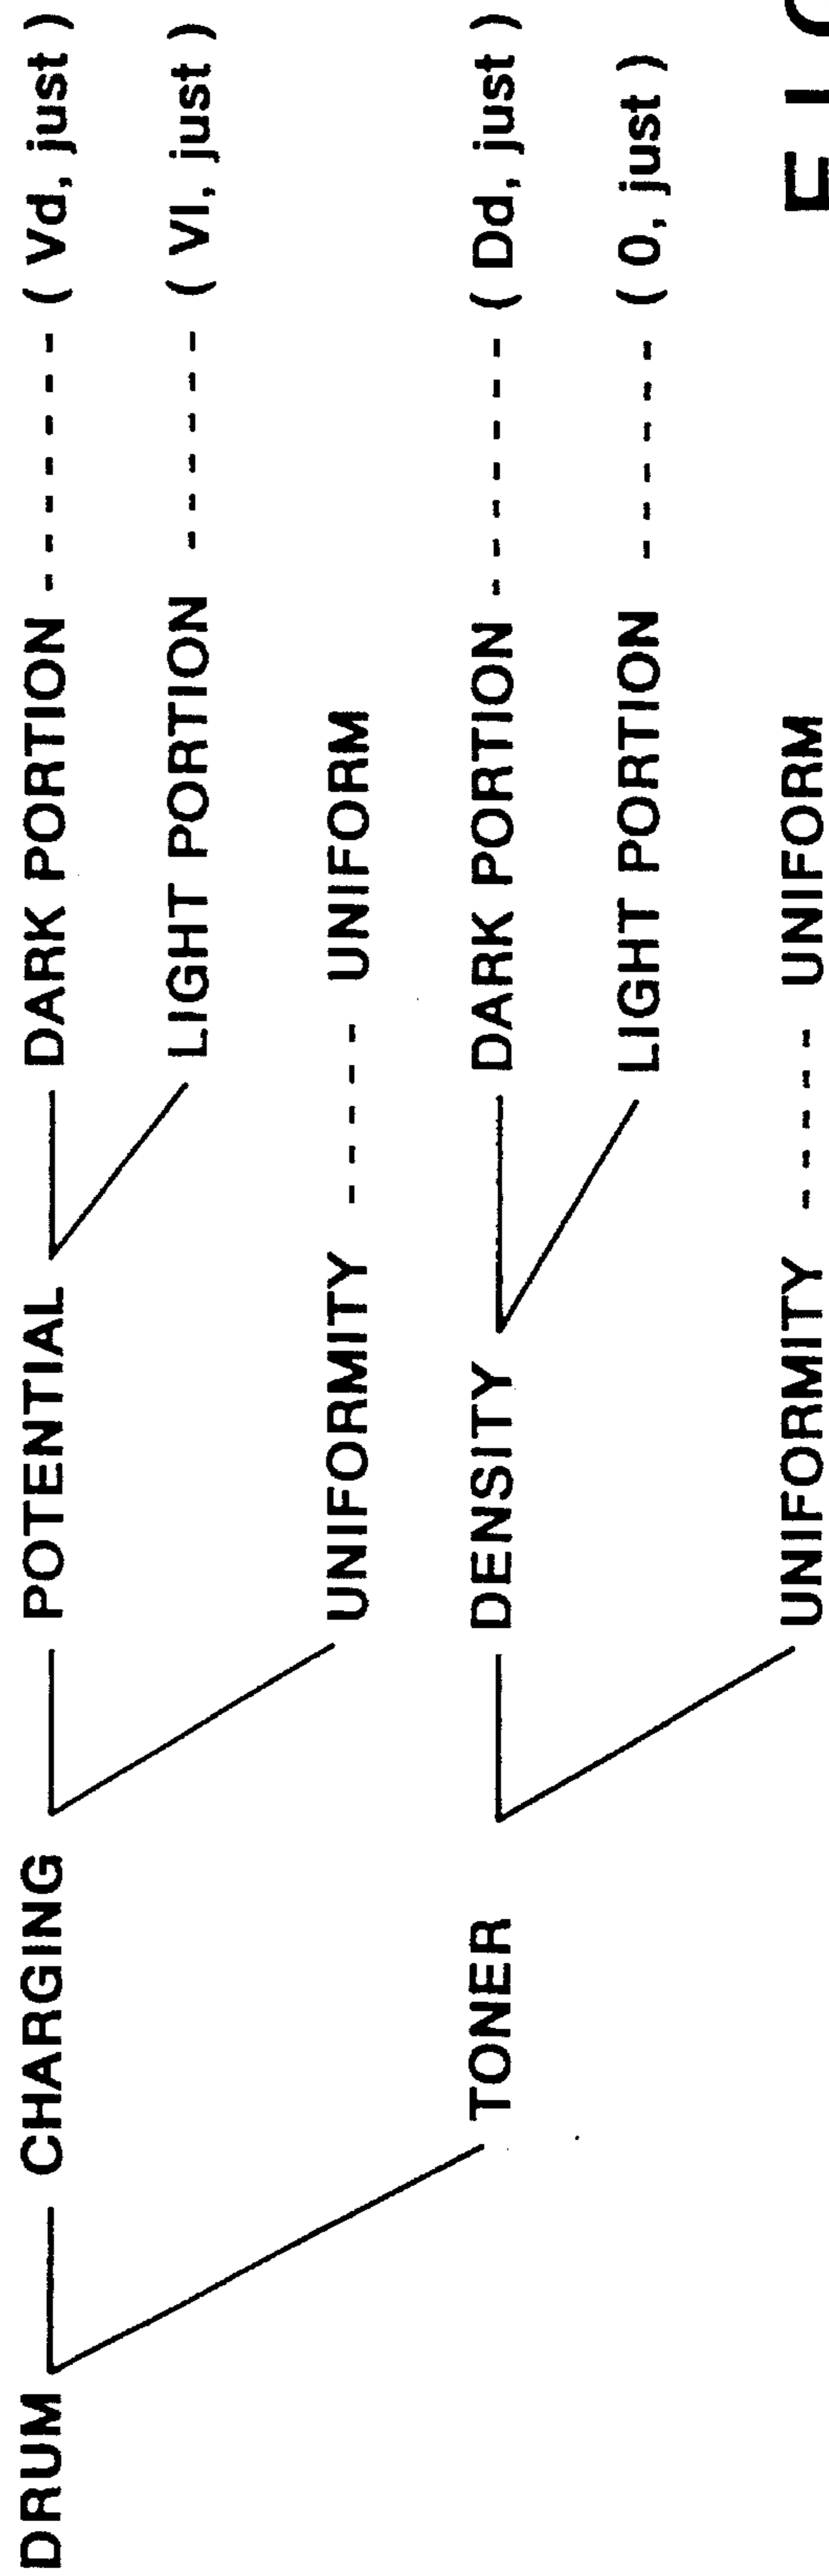 DRUM CHARGING POTENTIAL DARK PORTION ------- ( Vd, just )
LIGHT PORTION ------ ( Vl, just )
UNIFORMITY ----- UNIFORM
TONER DENSITY DARK PORTION ------- ( Dd, just )
LIGHT PORTION ------ ( 0, just )
UNIFORMITY ----- UNIFORM